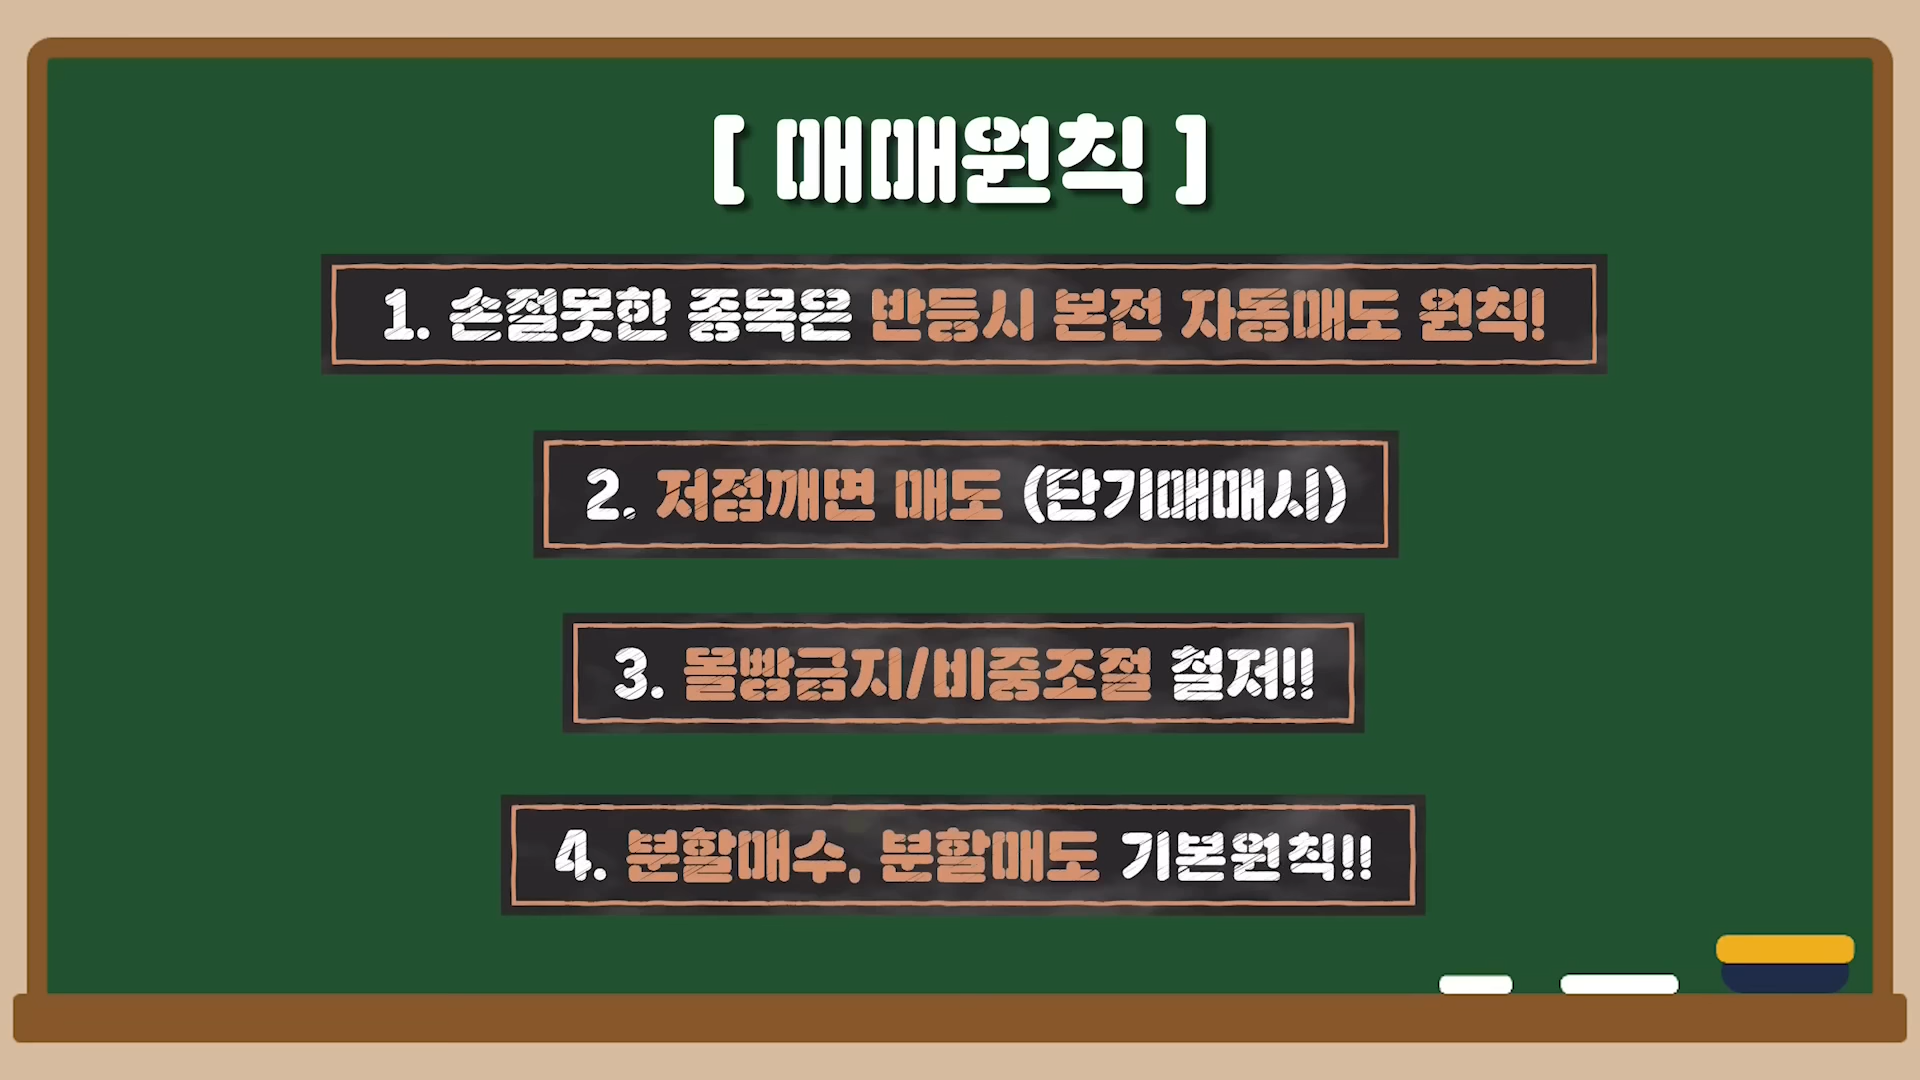 [ 매매원칙 ]
1. 손절못한 종목은 반등시 본전 자동매도 원칙!
2. 저점깨면 매도 (단기매매시)
3. 몰빵금지/비중조절 철저!!
4. 분할매수, 분할매도 기본원칙!!